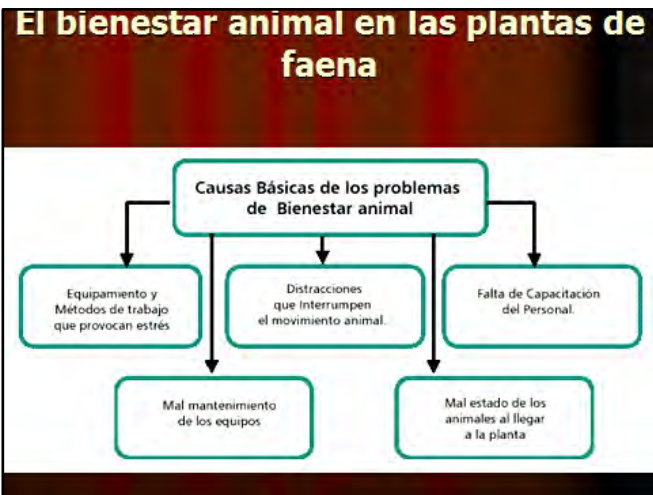 El bienestar animal en las plantas de
faena
Causas Básicas de los problemas
de Bienestar animal
Equipamiento y
Métodos de trabajo
que provocan estrés
Distracciones
que Interrumpen
el movimiento animal.
Falta de Capacitación
del Personal.
Mal mantenimiento
de los equipos
Mal estado de los
animales al llegar
a la planta